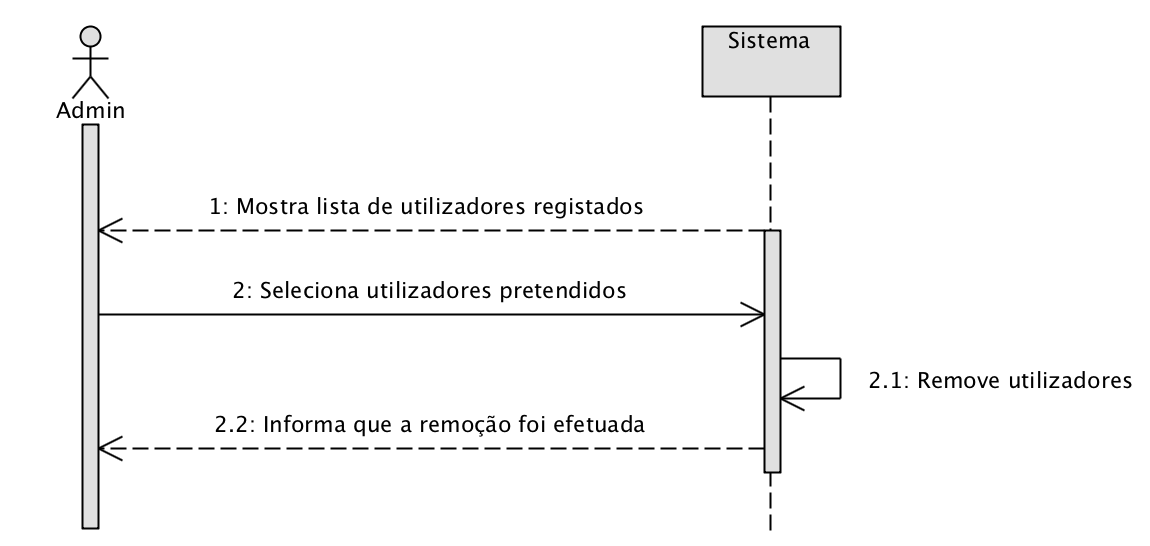 Sistema
Admin
1: Mostra lista de utilizadores registados
2: Seleciona utilizadores pretendidos
2.1: Remove utilizadores
2.2: Informa que a remoção foi efetuada